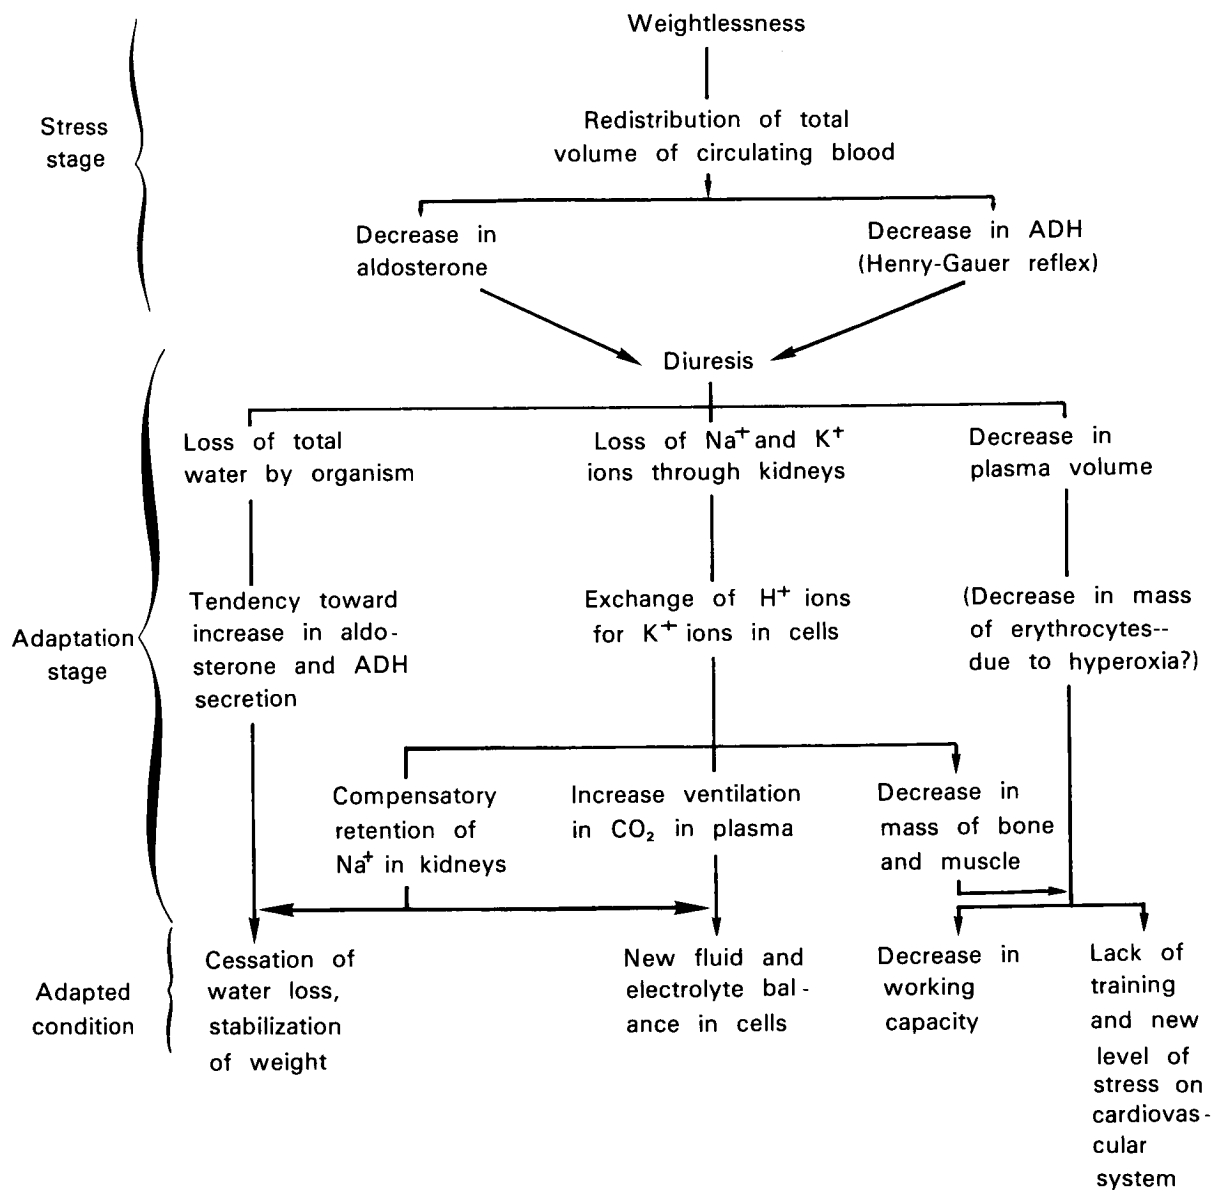 Weightlessness
Stress
stage
Redistribution of total
volume of circulating blood
Decrease in
aldosterone
Decrease in ADH
(Henry-Gauer reflex)
Diuresis
Adaptation
stage
Loss of total
water by organism
Loss of Na+ and K+
ions through kidneys
Decrease in
plasma volume
Tendency toward
increase in aldo-
sterone and ADH
secretion
Exchange of H+ ions
for K+ ions in cells
(Decrease in mass
of erythrocytes--
due to hyperoxia?)
Compensatory
retention of
Na+ in kidneys
Increase ventilation
in CO₂ in plasma
Decrease in
mass of bone
and muscle
Adapted
condition
Cessation of
water loss,
stabilization
of weight
New fluid and
electrolyte bal-
ance in cells
Decrease in
working
capacity
Lack of
training
and new
level of
stress on
cardiovas-
cular
system